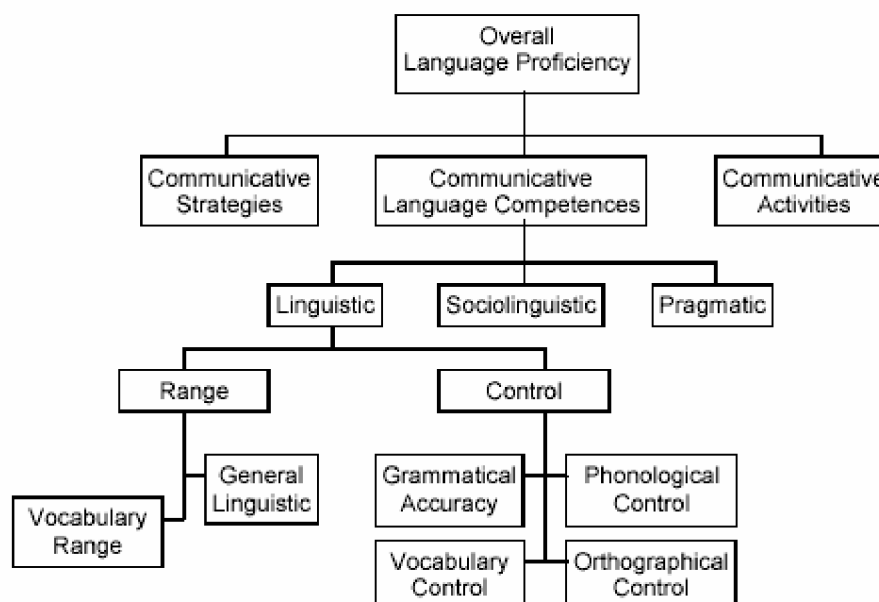 Overall
Language Proficiency
Communicative
Strategies
Communicative
Language Competences
Communicative
Activities
Linguistic
Sociolinguistic
Pragmatic
Range
Control
General
Linguistic
Vocabulary
Range
Grammatical
Accuracy
Phonological
Control
Vocabulary
Control
Orthographical
Control